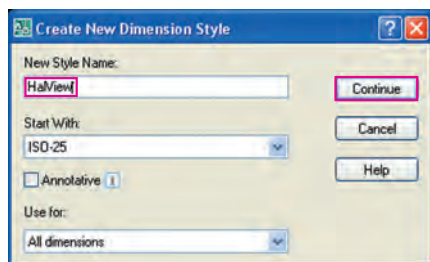 Create New Dimension Style
New Style Name:
HalView
Continue
Start With:
ISO-25
Cancel
Annotative
Help
Use for:
All dimensions